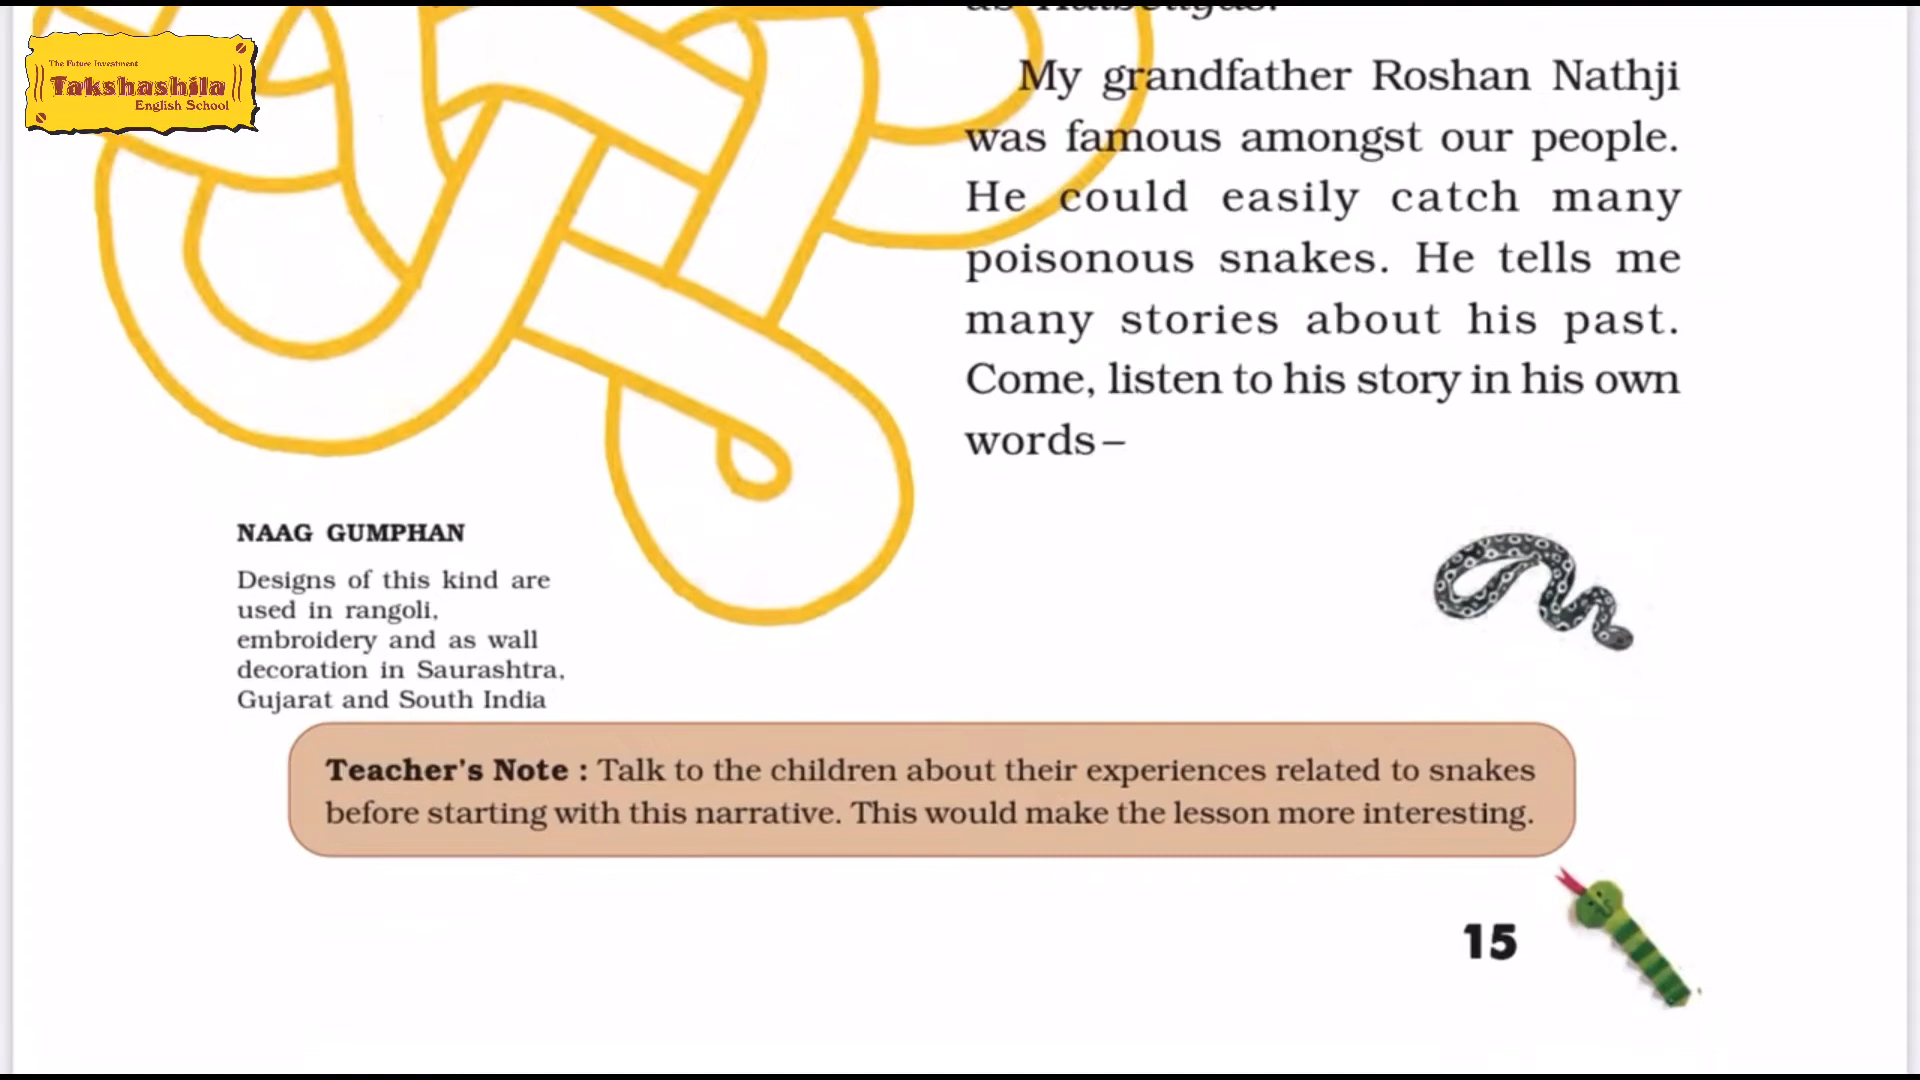 The Future Investment
Takshashila
English School
My grandfather Roshan Nathji
was famous amongst our people.
He could easily catch many
poisonous snakes. He tells me
many stories about his past.
Come, listen to his story in his own
words–
NAAG GUMPHAN
Designs of this kind are
used in rangoli,
embroidery and as wall
decoration in Saurashtra,
Gujarat and South India
Teacher's Note : Talk to the children about their experiences related to snakes
before starting with this narrative. This would make the lesson more interesting.
15